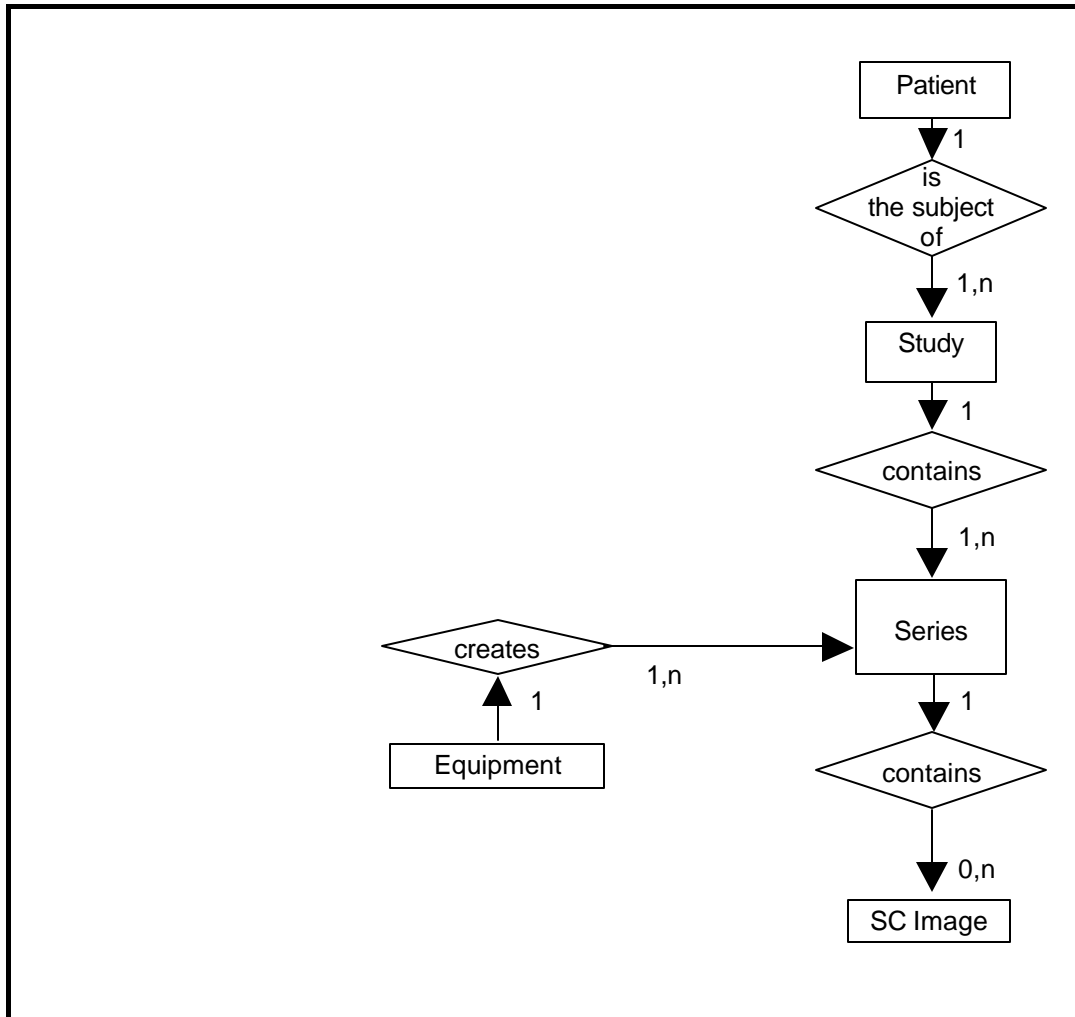 Patient
1
is
the subject
of
1,n
Study
1
contains
1,n
Series
creates
1,n
1
1
Equipment
contains
0,n
SC Image